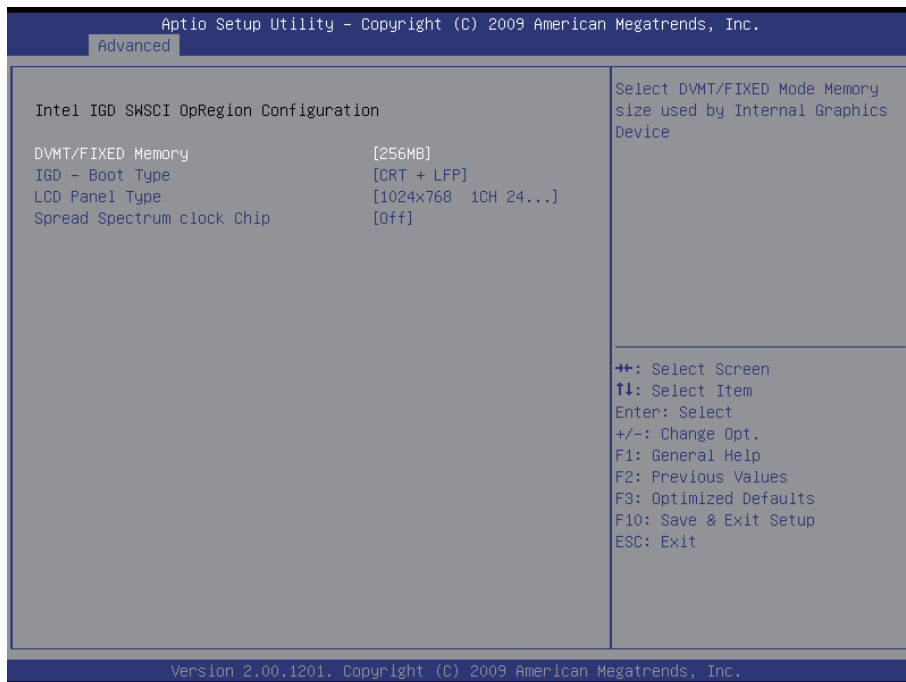 Aptio Setup Utility – Copyright (C) 2009 American Megatrends, Inc.
Advanced
Intel IGD SWSCI OpRegion Configuration
DVMT/FIXED Memory [256MB]
IGD – Boot Type [CRT + LFP]
LCD Panel Type [1024x768 1CH 24...]
Spread Spectrum clock Chip [Off]
Select DVMT/FIXED Mode Memory
size used by Internal Graphics
Device
→←: Select Screen
↑↓: Select Item
Enter: Select
+/-: Change Opt.
F1: General Help
F2: Previous Values
F3: Optimized Defaults
F10: Save & Exit Setup
ESC: Exit
Version 2.00.1201. Copyright (C) 2009 American Megatrends, Inc.